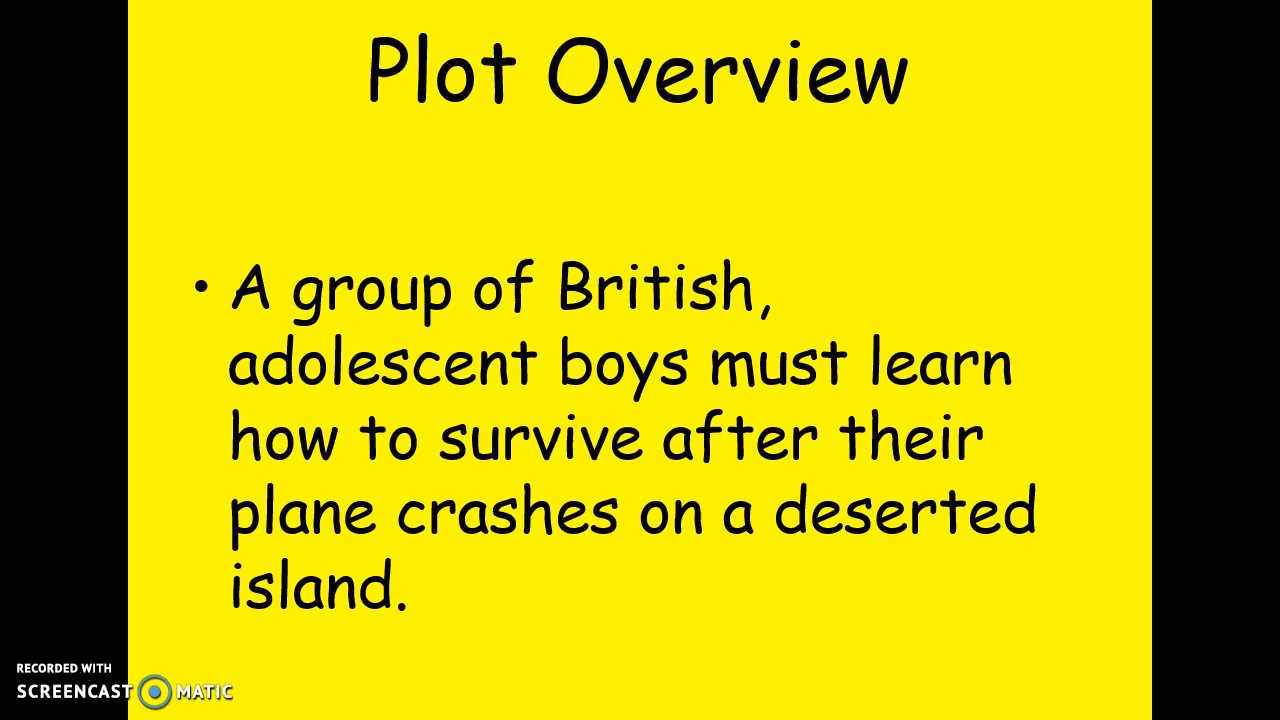 Plot Overview
• A group of British,
adolescent boys must learn
how to survive after their
plane crashes on a deserted
island.
RECORDED WITH
SCREENCAST MATIC